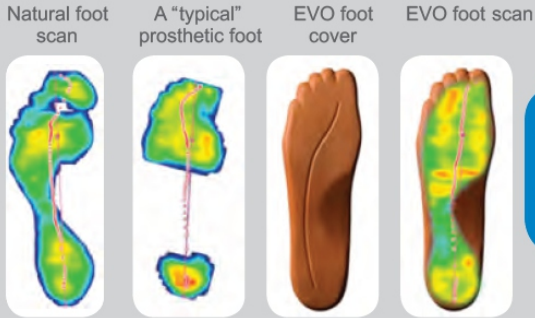 Natural foot
scan
A “typical”
prosthetic foot
EVO foot
cover
EVO foot scan